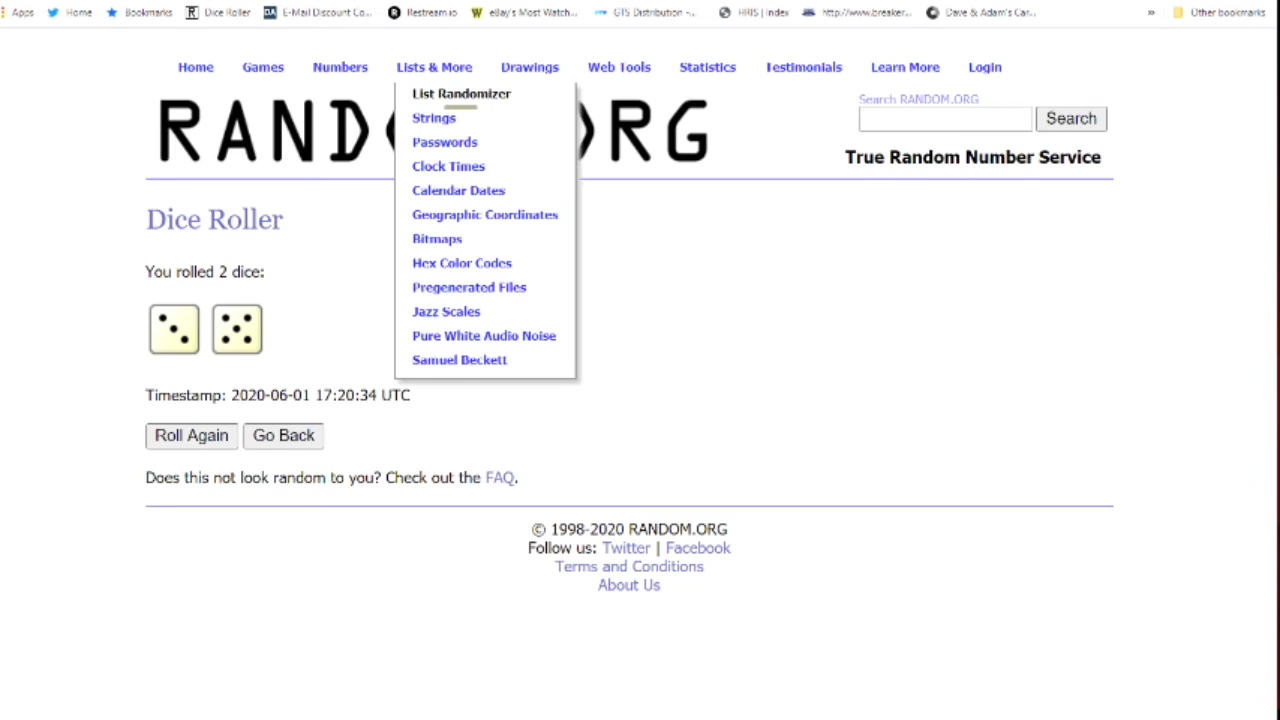 Apps Home Bookmarks Dice Roller E-Mail Discount Co... Restream.io eBay's Most Watch... GTS Distribution -... HRIS | Index http://www.breaker... Dave & Adam's Car... » Other bookmarks
Home Games Numbers Lists & More Drawings Web Tools Statistics Testimonials Learn More Login
List Randomizer
Strings
Passwords
Clock Times
Calendar Dates
Geographic Coordinates
Bitmaps
Hex Color Codes
Pregenerated Files
Jazz Scales
Pure White Audio Noise
Samuel Beckett
RAND RG
Search RANDOM.ORG
Search
True Random Number Service
Dice Roller
You rolled 2 dice:
Timestamp: 2020-06-01 17:20:34 UTC
Roll Again Go Back
Does this not look random to you? Check out the FAQ.
© 1998-2020 RANDOM.ORG
Follow us: Twitter | Facebook
Terms and Conditions
About Us